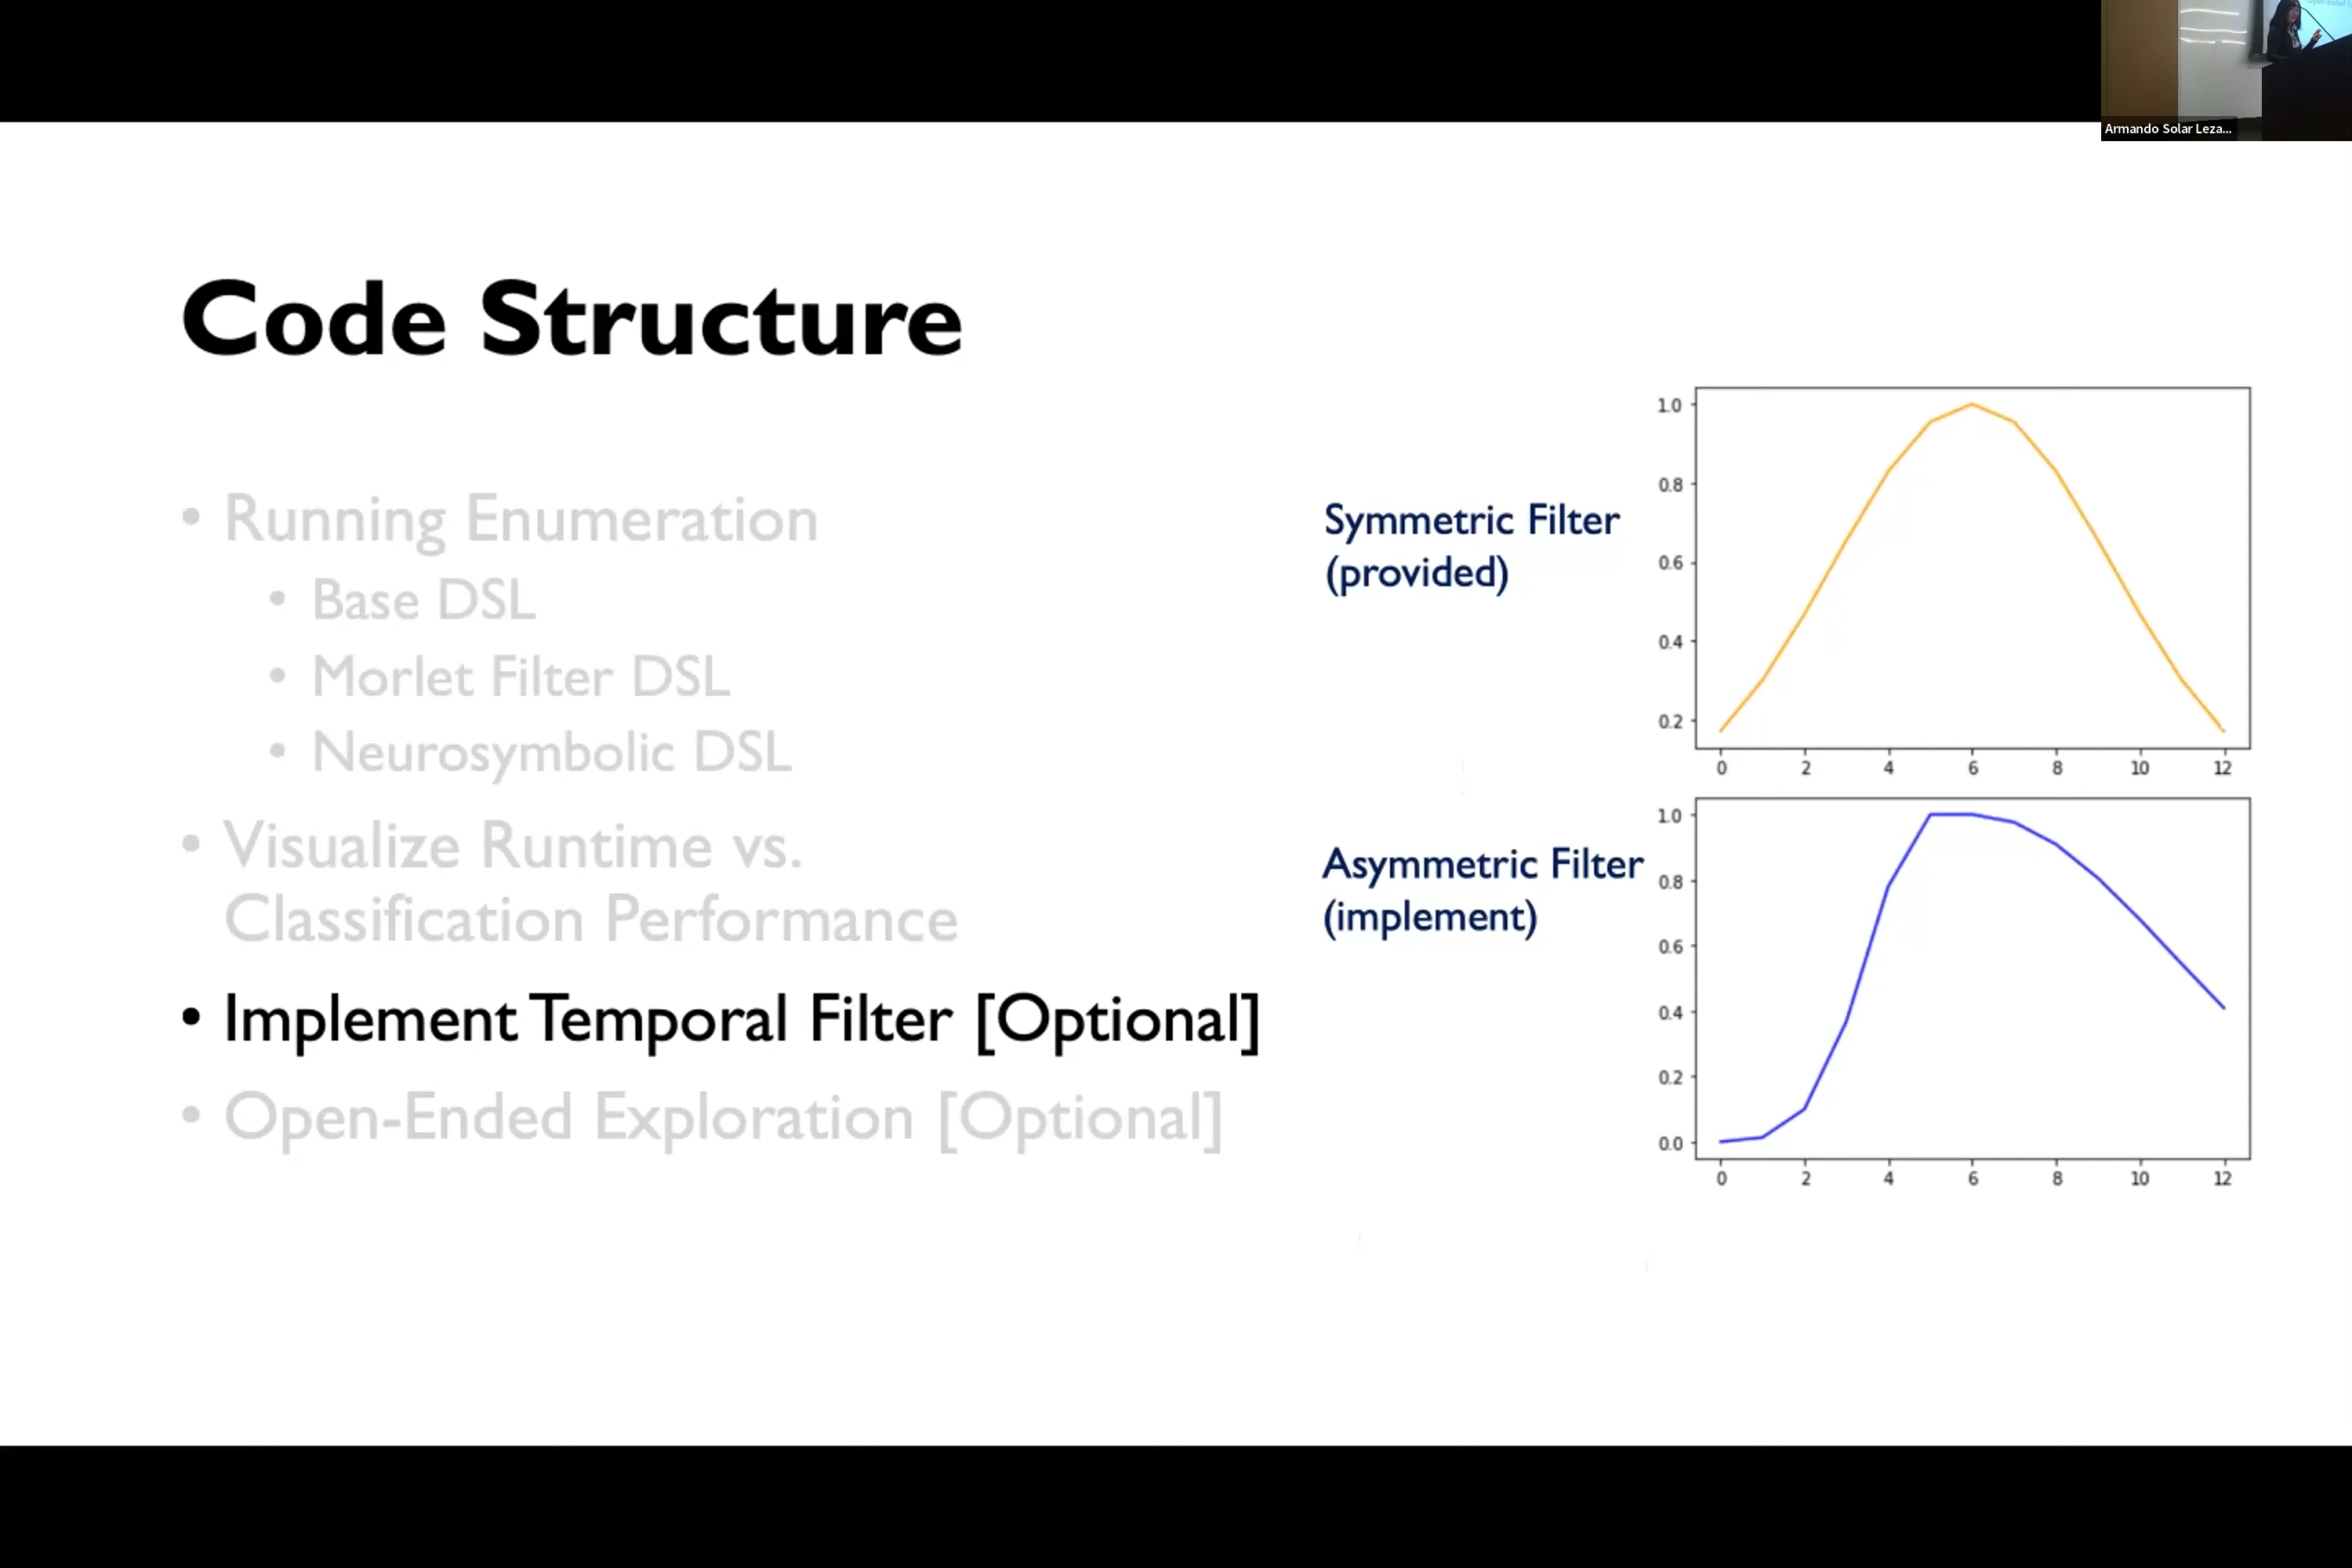 Armando Solar Leza...
Code Structure
• Running Enumeration
• Base DSL
• Morlet Filter DSL
• Neurosymbolic DSL
• Visualize Runtime vs.
Classification Performance
• Implement Temporal Filter [Optional]
• Open-Ended Exploration [Optional]
Symmetric Filter
(provided)
1.0
0.8
0.6
0.4
0.2
0 2 4 6 8 10 12
Asymmetric Filter
(implement)
1.0
0.8
0.6
0.4
0.2
0.0
0 2 4 6 8 10 12